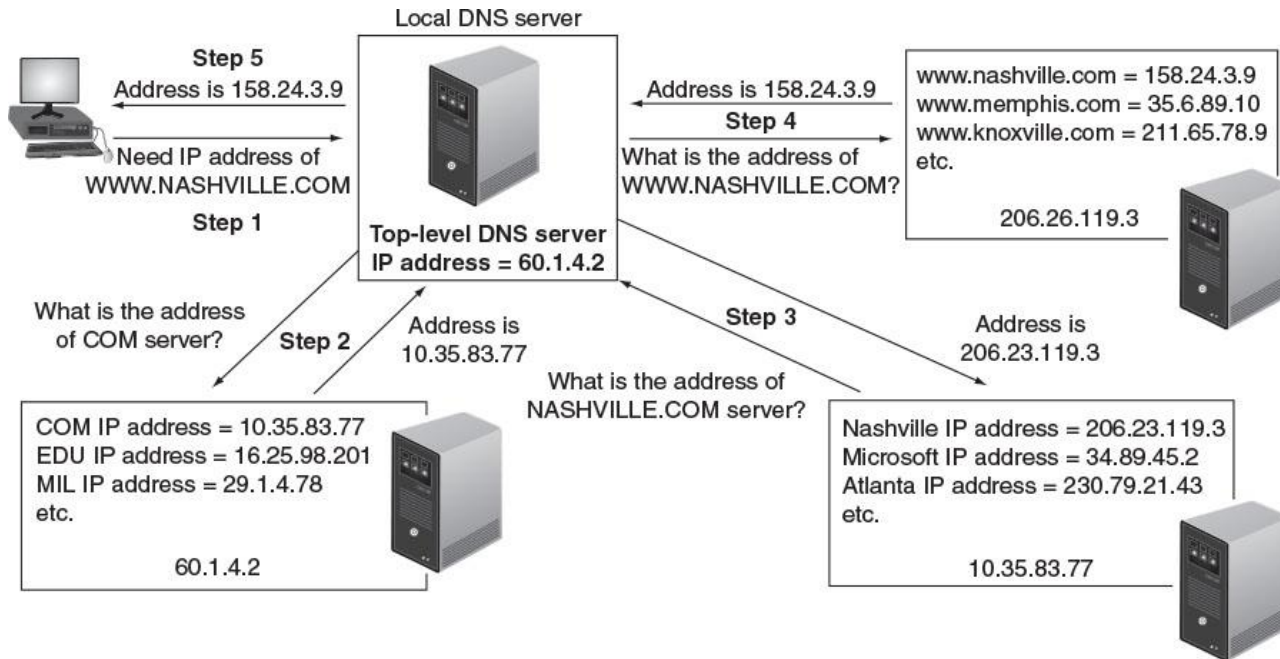 Local DNS server
Step 5
Address is 158.24.3.9
Need IP address of
WWW.NASHVILLE.COM
Step 1
Top-level DNS server
IP address = 60.1.4.2
Address is 158.24.3.9
Step 4
What is the address of
WWW.NASHVILLE.COM?
www.nashville.com = 158.24.3.9
www.memphis.com = 35.6.89.10
www.knoxville.com = 211.65.78.9
etc.
206.26.119.3
What is the address
of COM server?
Step 2
Address is
10.35.83.77
Step 3
Address is
206.23.119.3
What is the address of
NASHVILLE.COM server?
COM IP address = 10.35.83.77
EDU IP address = 16.25.98.201
MIL IP address = 29.1.4.78
etc.
60.1.4.2
Nashville IP address = 206.23.119.3
Microsoft IP address = 34.89.45.2
Atlanta IP address = 230.79.21.43
etc.
10.35.83.77